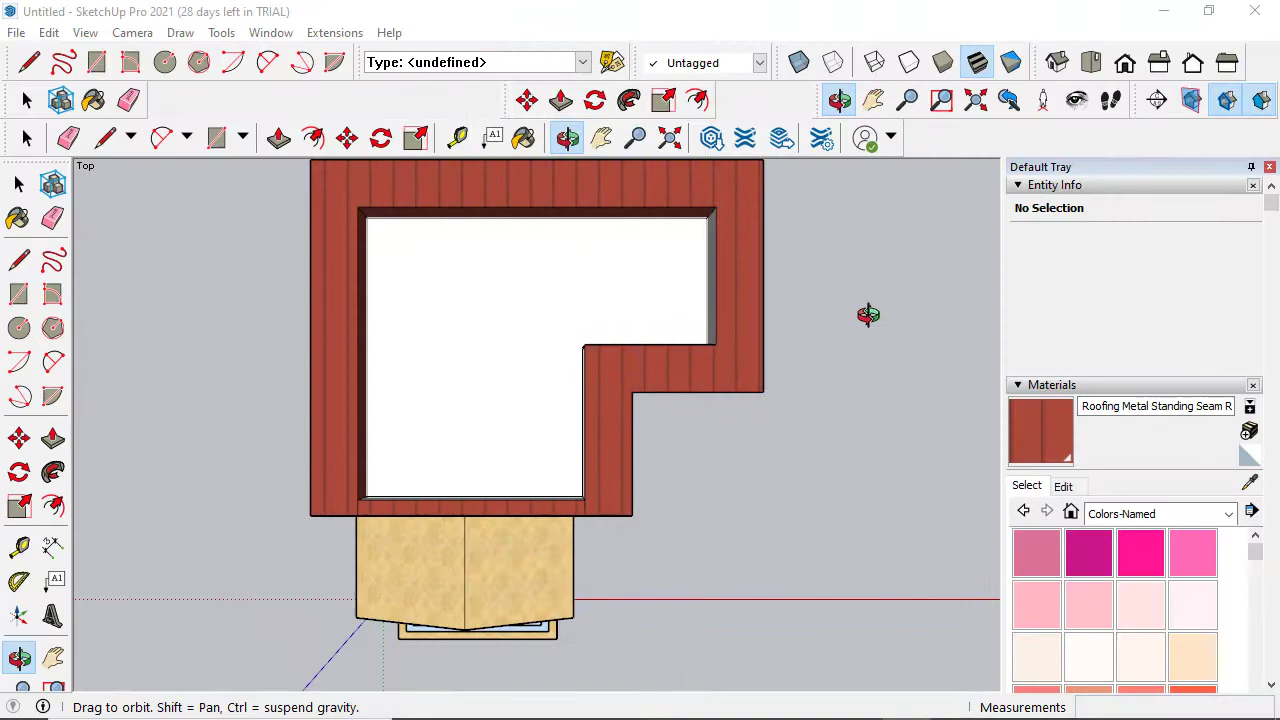 Untitled - SketchUp Pro 2021 (28 days left in TRIAL)
File Edit View Camera Draw Tools Window Extensions Help
Type: <undefined>
✓ Untagged
A1
Top
Default Tray
Entity Info
No Selection
Materials
Roofing Metal Standing Seam R
Select Edit
Colors-Named
A1
Drag to orbit. Shift = Pan, Ctrl = suspend gravity.
Measurements